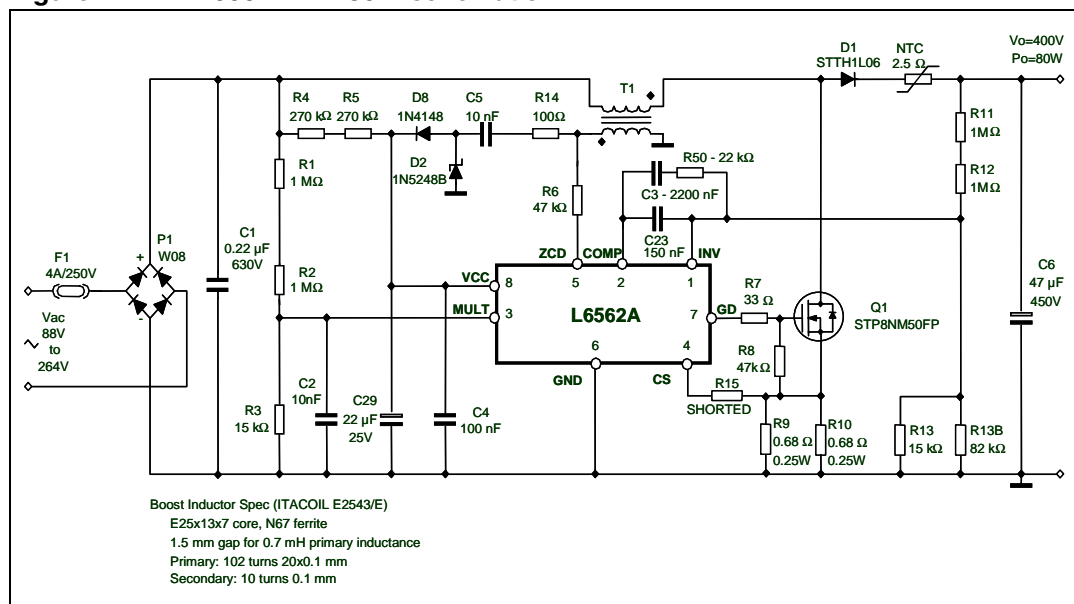 D1
STTH1L06
NTC
2.5 Ω
Vo=400V
Po=80W
T1
R4
270 kΩ
R5
270 kΩ
D8
1N4148
C5
10 nF
R14
100Ω
R11
1MΩ
R1
1 MΩ
D2
1N5248B
R50 - 22 kΩ
R12
1MΩ
R6
47 kΩ
C3 - 2200 nF
C1
0.22 µF
630V
P1
W08
+
-
F1
4A/250V
C23
150 nF
ZCD
COMP
INV
R2
1 MΩ
VCC
8
5
2
1
R7
33 Ω
C6
47 µF
450V
MULT
3
L6562A
7
GD
Q1
STP8NM50FP
Vac
88V
to
264V
6
4
R8
47kΩ
GND
CS
R15
SHORTED
C2
10nF
C29
22 µF
25V
C4
100 nF
R3
15 kΩ
R9
0.68 Ω
0.25W
R10
0.68 Ω
0.25W
R13
15 kΩ
R13B
82 kΩ
Boost Inductor Spec (ITACOIL E2543/E)
E25x13x7 core, N67 ferrite
1.5 mm gap for 0.7 mH primary inductance
Primary: 102 turns 20x0.1 mm
Secondary: 10 turns 0.1 mm